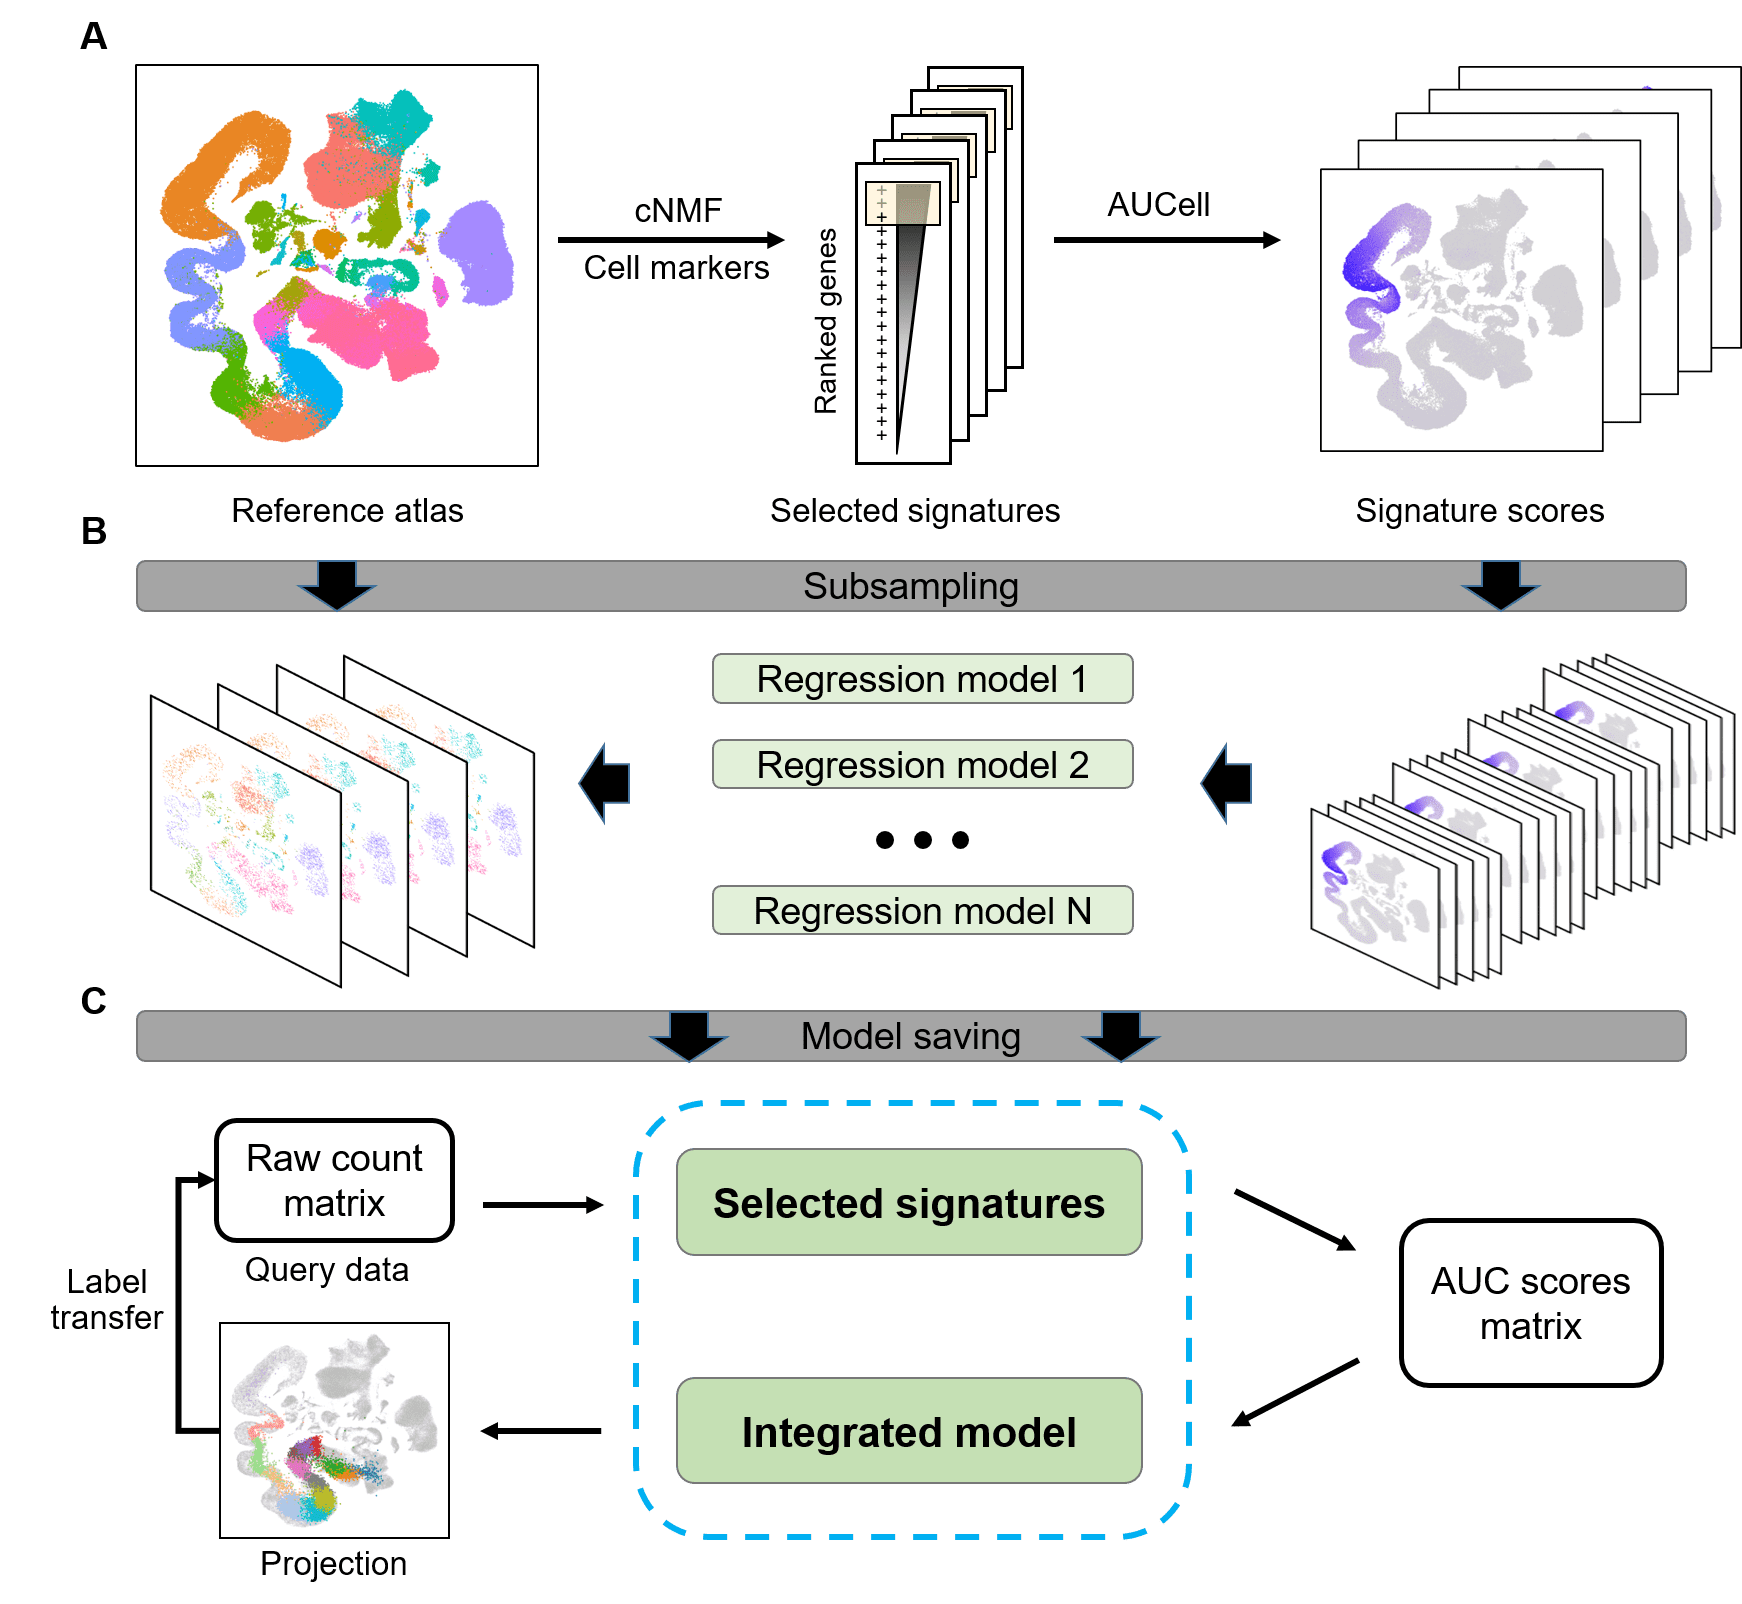 A
cNMF
Cell markers
Ranked genes
AUCell
Reference atlas
Selected signatures
Signature scores
B
Subsampling
Regression model 1
Regression model 2
Regression model N
C
Model saving
Raw count
matrix
Query data
Label
transfer
Projection
Selected signatures
Integrated model
AUC scores
matrix